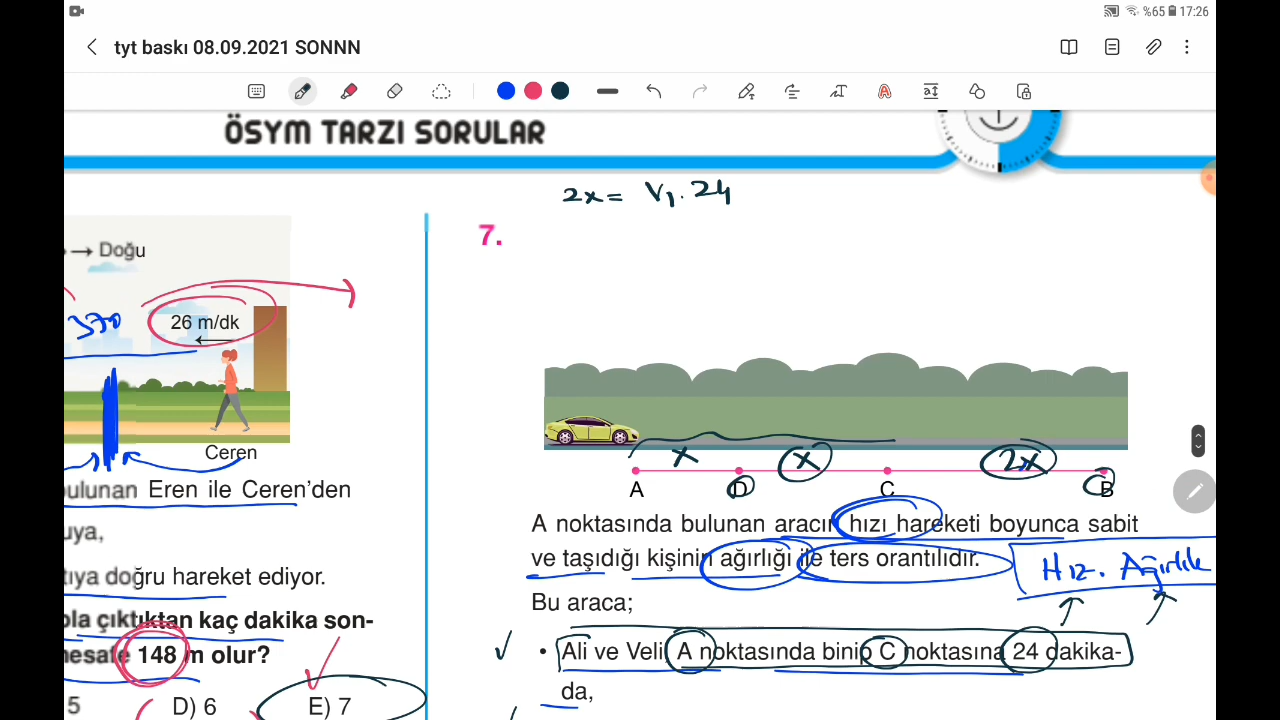 %65 17:26
tyt baskı 08.09.2021 SONNN
ÖSYM TARZI SORULAR
2x = V₁.24
7.
→ Doğu
370
26 m/dk
Ceren
bulunan Eren ile Ceren'den
uya,
tıya doğru hareket ediyor.
ola çıktıktan kaç dakika son-
mesafe 148 m olur?
5 D) 6 E) 7
x x 2x
A D C B
A noktasında bulunan aracın hızı hareketi boyunca sabit
ve taşıdığı kişinin ağırlığı ile ters orantılıdır.
Hız. Ağırlık
Bu araca;
• Ali ve Veli A noktasında binip C noktasına 24 dakika-
da,